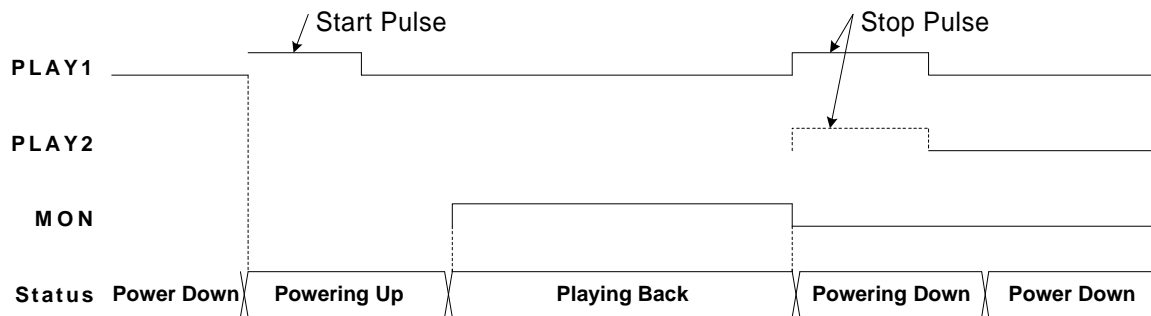 Start Pulse
Stop Pulse
PLAY1
PLAY2
MON
Status Power Down Powering Up Playing Back Powering Down Power Down